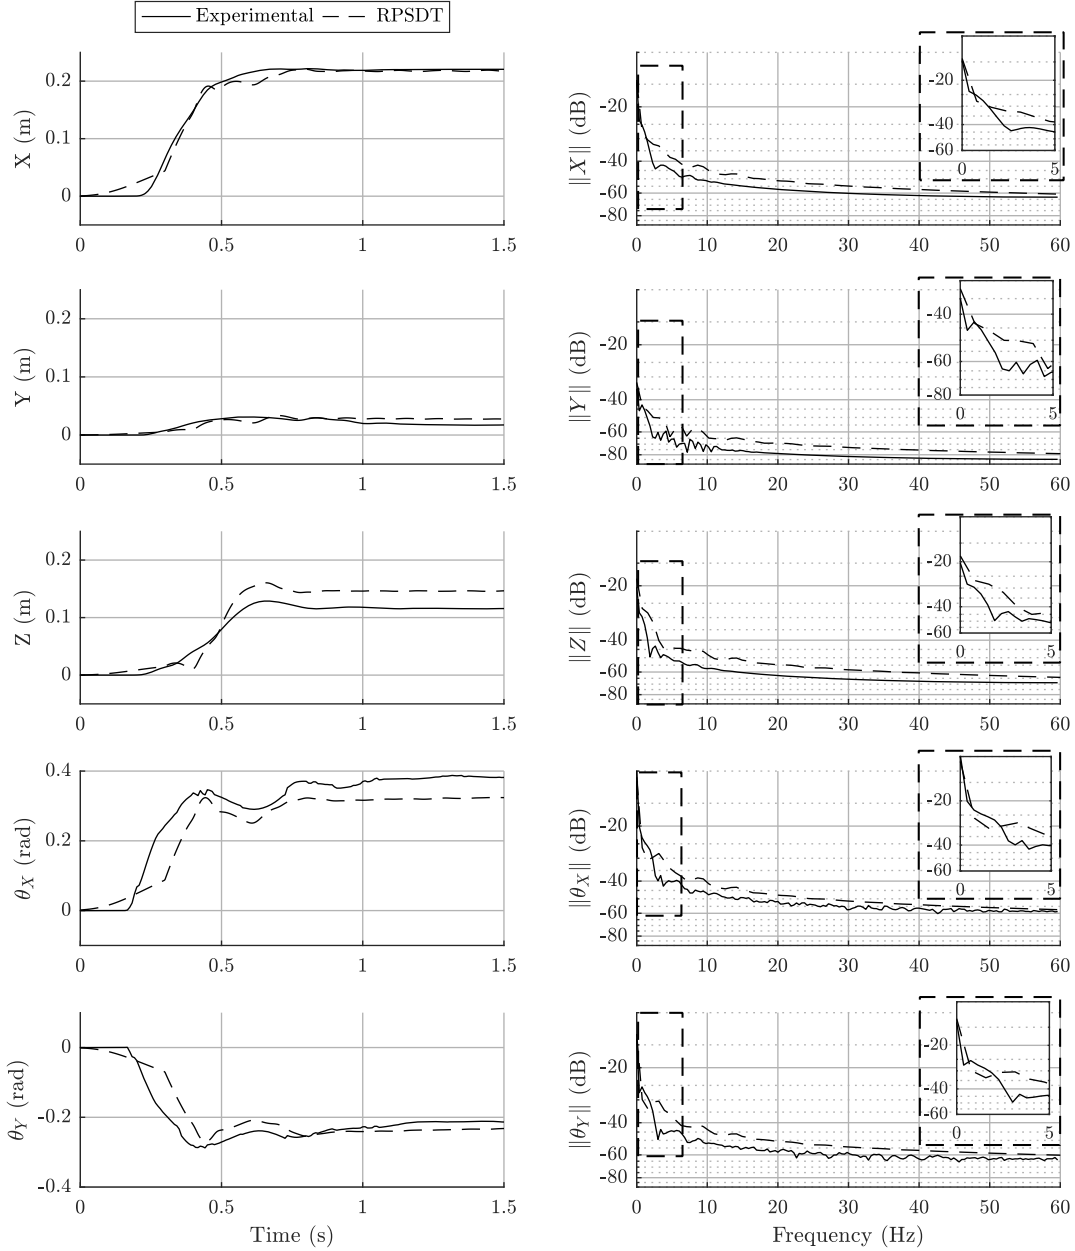 Experimental RPSDT
X (m)
0.2
0.1
0
0 0.5 1 1.5
||X|| (dB)
-20
-40
-60
-80
0 10 20 30 40 50 60
-20
-40
-60
0 5
Y (m)
0.2
0.1
0
0 0.5 1 1.5
||Y|| (dB)
-20
-40
-60
-80
0 10 20 30 40 50 60
-40
-60
-80
0 5
Z (m)
0.2
0.1
0
0 0.5 1 1.5
||Z|| (dB)
-20
-40
-60
-80
0 10 20 30 40 50 60
-20
-40
-60
0 5
θX (rad)
0.4
0.2
0
0 0.5 1 1.5
||θX|| (dB)
-20
-40
-60
-80
0 10 20 30 40 50 60
-20
-40
-60
0 5
θY (rad)
0
-0.2
-0.4
0 0.5 1 1.5
Time (s)
||θY|| (dB)
-20
-40
-60
-80
0 10 20 30 40 50 60
Frequency (Hz)
-20
-40
-60
0 5